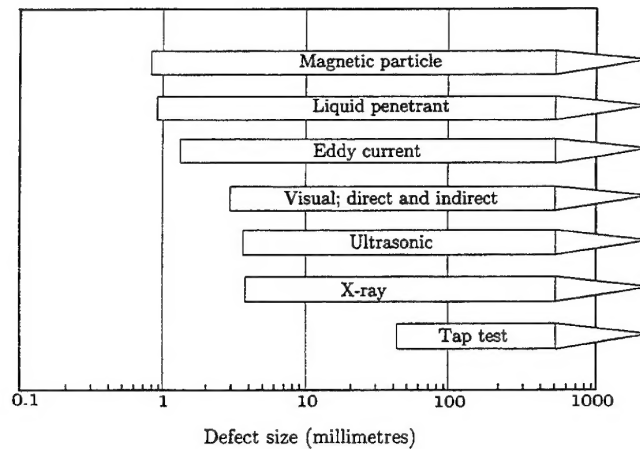 Magnetic particle
Liquid penetrant
Eddy current
Visual; direct and indirect
Ultrasonic
X-ray
Tap test
0.1 1 10 100 1000
Defect size (millimetres)